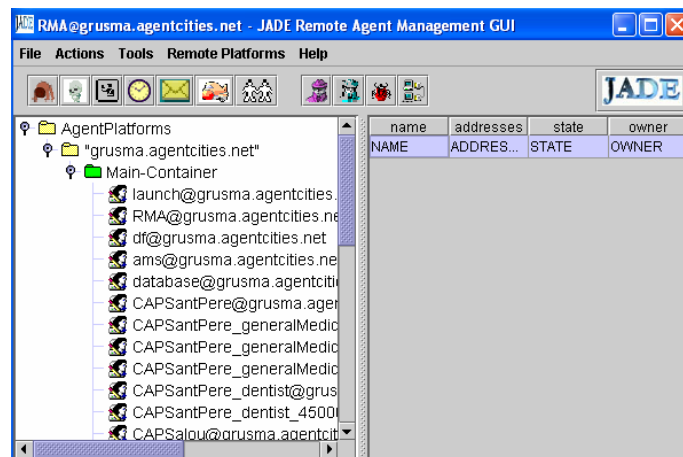 RMA@grusma.agentcities.net - JADE Remote Agent Management GUI
File Actions Tools Remote Platforms Help
JADE
AgentPlatforms
"grusma.agentcities.net"
Main-Container
launch@grusma.agentcities.
RMA@grusma.agentcities.ne
df@grusma.agentcities.net
ams@grusma.agentcities.ne
database@grusma.agentciti
CAPSantPere@grusma.agen
CAPSantPere_generalMedic
CAPSantPere_generalMedic
CAPSantPere_generalMedic
CAPSantPere_dentist@grus
CAPSantPere_dentist_4500
CAPSalou@grusma.agentcit
name addresses state owner
NAME ADDRES... STATE OWNER